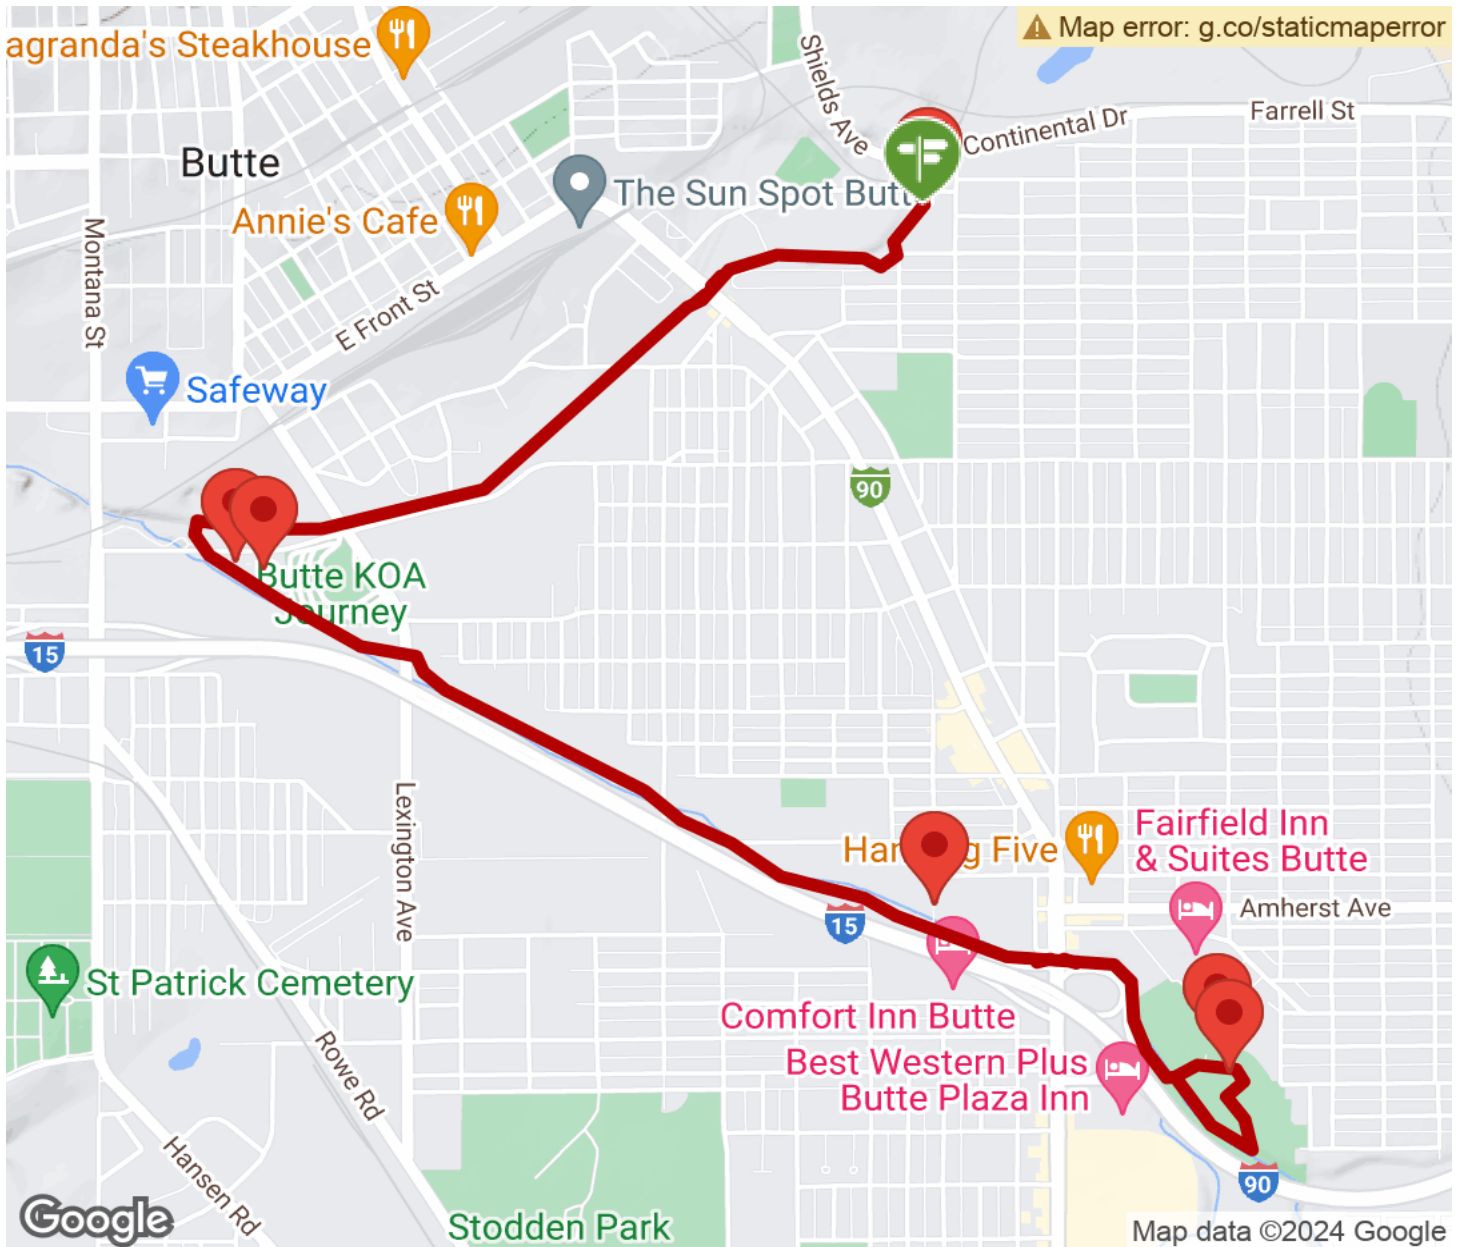 Map error: g.co/staticmaperror
agranda's Steakhouse
Shields Ave
Continental Dr
Farrell St
Butte
The Sun Spot Butt
Annie's Cafe
Montana St
E Front St
Safeway
90
Butte KOA
Journey
15
Lexington Ave
Fairfield Inn
& Suites Butte
Five
Amherst Ave
15
St Patrick Cemetery
Comfort Inn Butte
Best Western Plus
Butte Plaza Inn
Rowe Rd
Hansen Rd
90
Stodden Park
Google
Map data ©2024 Google